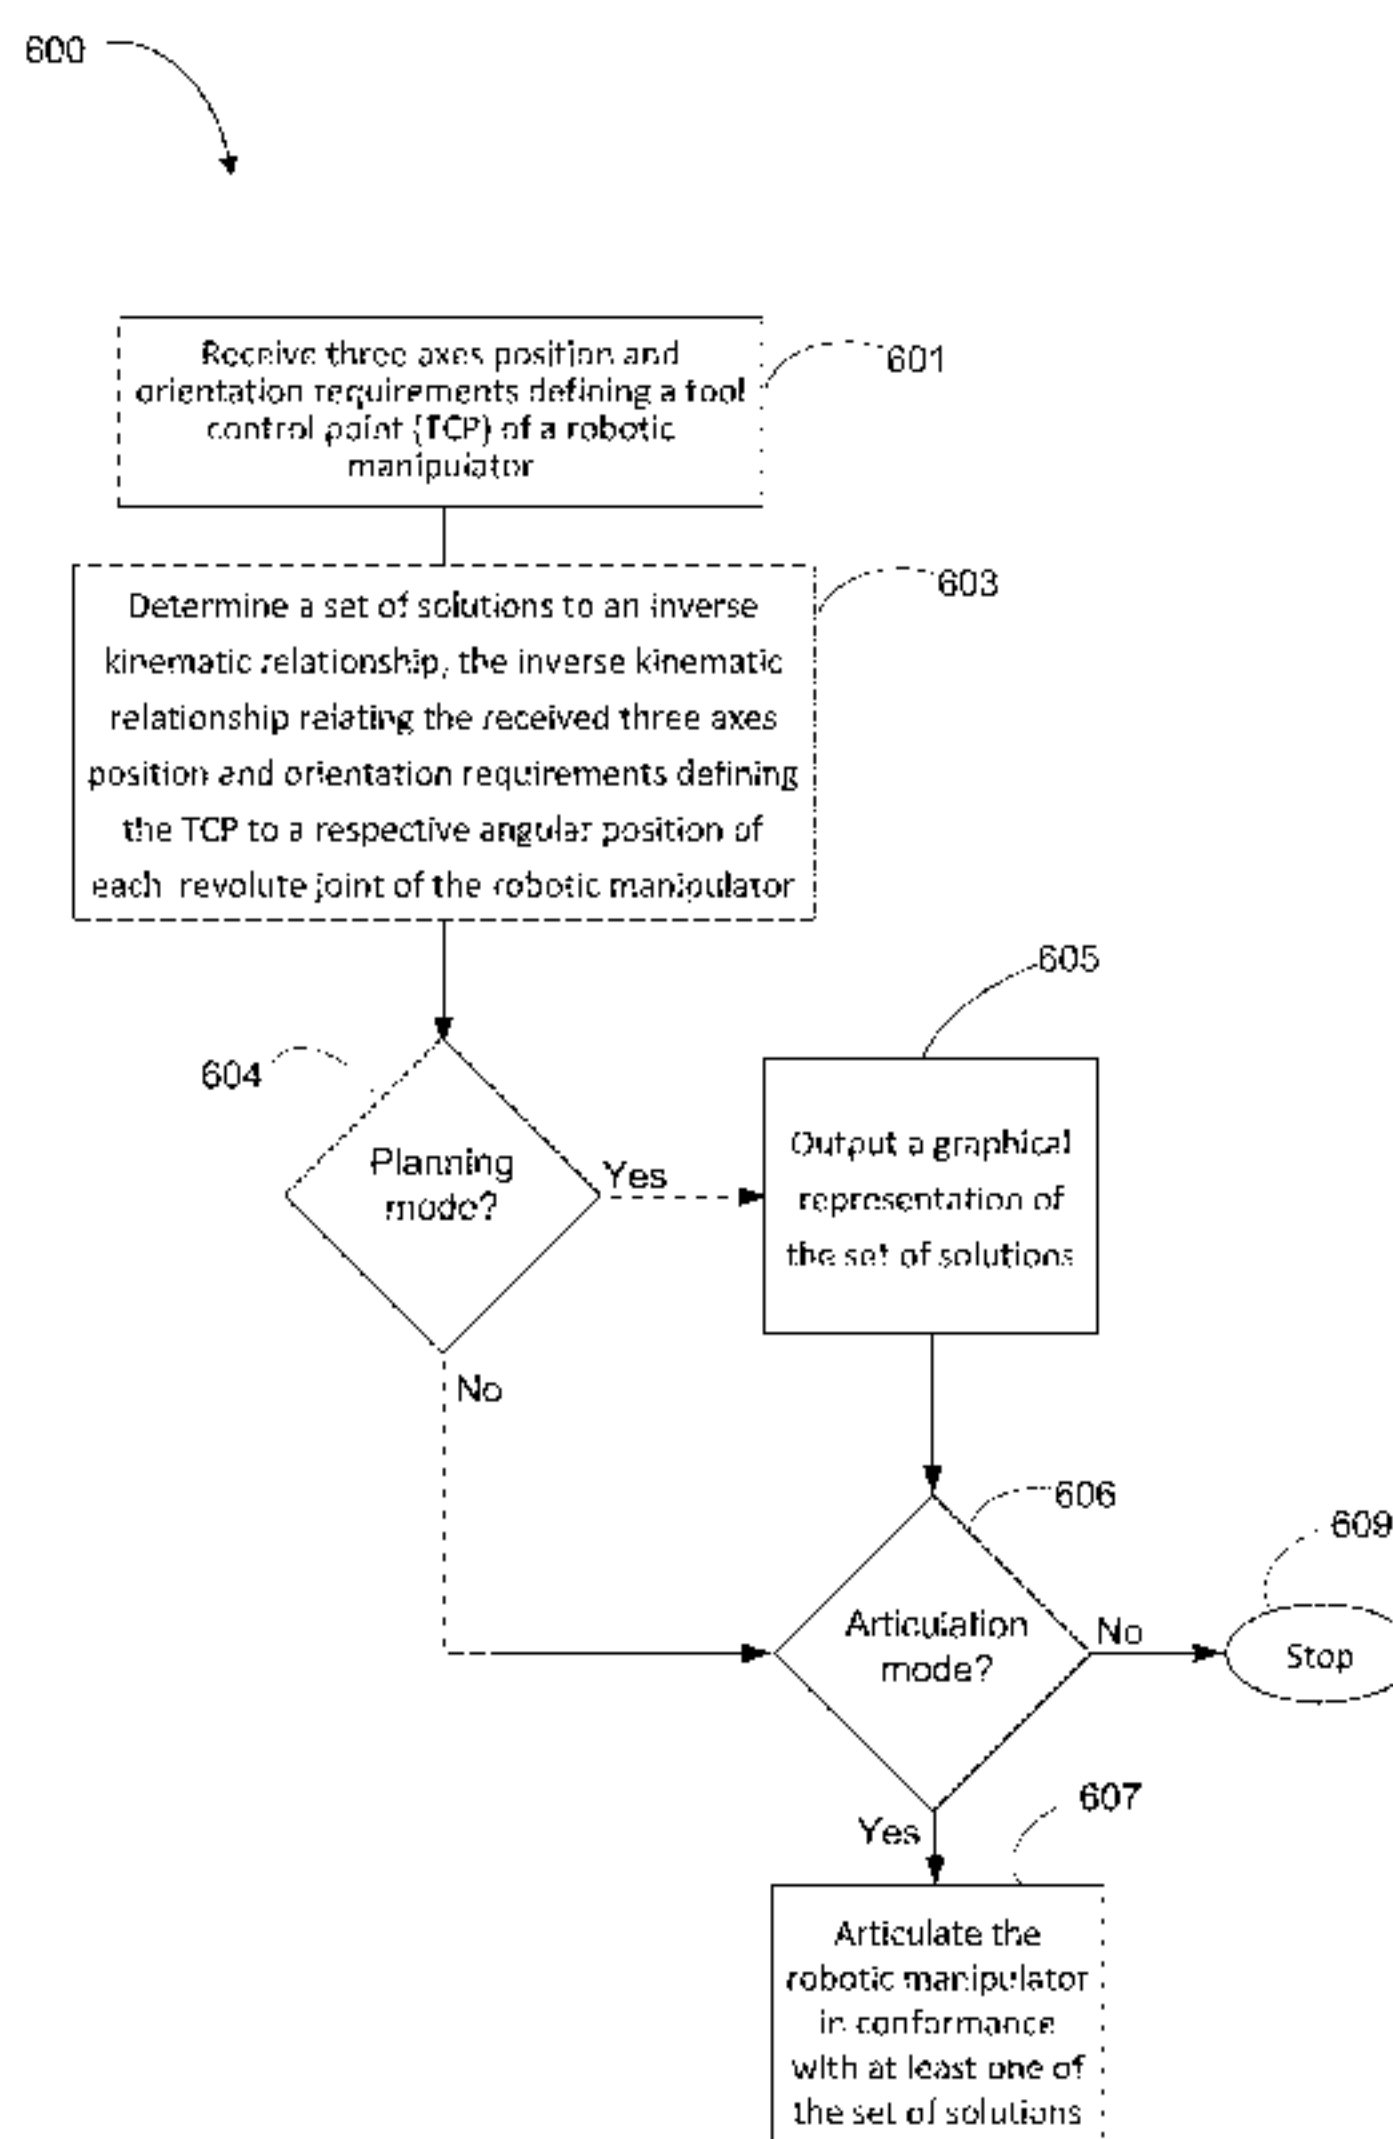 600
Receive three axes position and
601
orientation requirements defining a tool
control point (TCP) of a robotic
manipulator
603
Determine a set of solutions to an inverse
kinematic relationship, the inverse kinematic
relationship relating the received three axes
position and orientation requirements defining
the TCP to a respective angular position of
each revolute joint of the robotic manipulator
605
604
Planning
mode?
Yes
Output a graphical
representation of
the set of solutions
No
606
609
Articulation
mode?
No
Stop
607
Yes
Articulate the
robotic manipulator
in conformance
with at least one of
the set of solutions